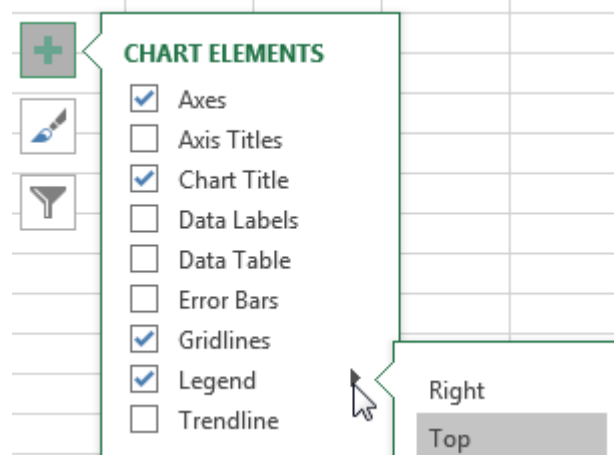 CHART ELEMENTS
Axes
Axis Titles
Chart Title
Data Labels
Data Table
Error Bars
Gridlines
Legend
Trendline
Right
Top